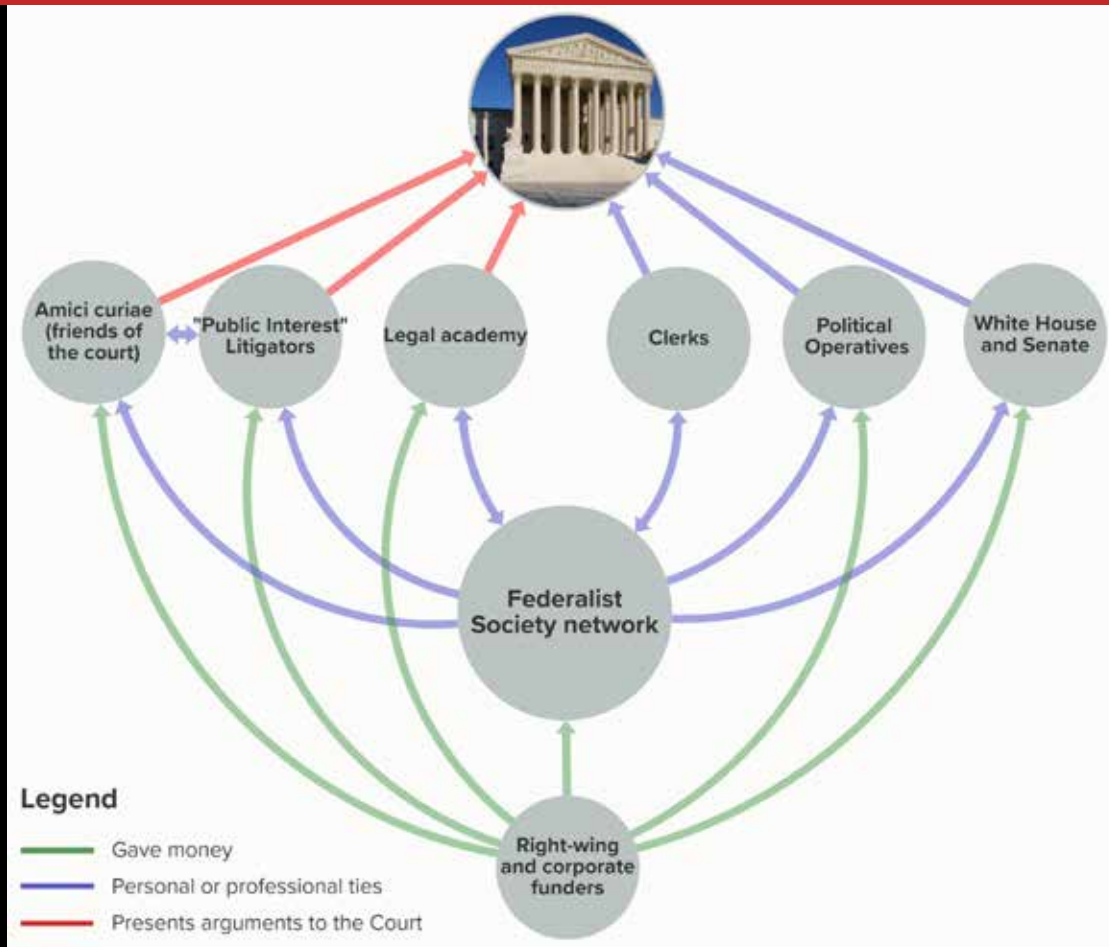 Amici curiae
(friends of
the court)
"Public Interest"
Litigators
Legal academy
Clerks
Political
Operatives
White House
and Senate
Federalist
Society network
Right-wing
and corporate
funders
Legend
Gave money
Personal or professional ties
Presents arguments to the Court